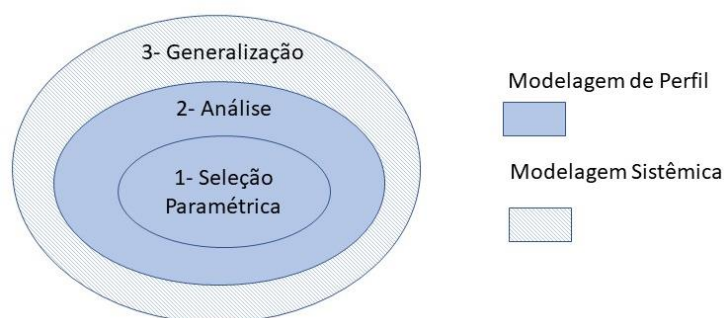 3- Generalização
2- Análise
1- Seleção
Paramétrica
Modelagem de Perfil
Modelagem Sistêmica